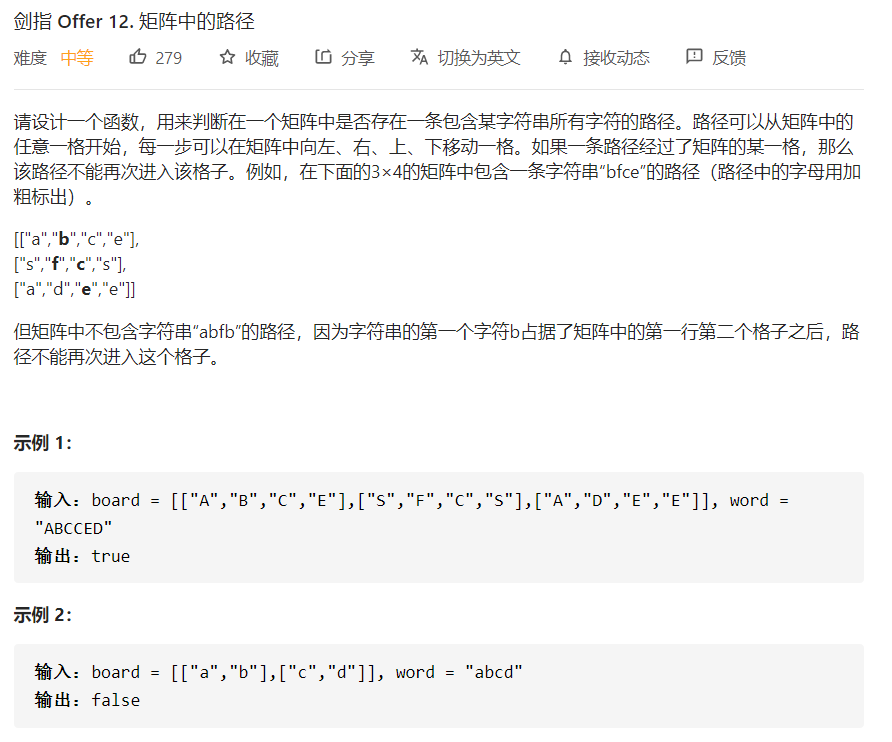 剑指 Offer 12. 矩阵中的路径
难度 中等 279 收藏 分享 切换为英文 接收动态 反馈
请设计一个函数，用来判断在一个矩阵中是否存在一条包含某字符串所有字符的路径。路径可以从矩阵中的
任意一格开始，每一步可以在矩阵中向左、右、上、下移动一格。如果一条路径经过了矩阵的某一格，那么
该路径不能再次进入该格子。例如，在下面的3×4的矩阵中包含一条字符串“bfce”的路径（路径中的字母用加
粗标出）。
[["a","b","c","e"],
["s","f","c","s"],
["a","d","e","e"]]
但矩阵中不包含字符串“abfb”的路径，因为字符串的第一个字符b占据了矩阵中的第一行第二个格子之后，路
径不能再次进入这个格子。
示例 1：
输入：board = [["A","B","C","E"],["S","F","C","S"],["A","D","E","E"]], word =
"ABCCED"
输出：true
示例 2：
输入：board = [["a","b"],["c","d"]], word = "abcd"
输出：false